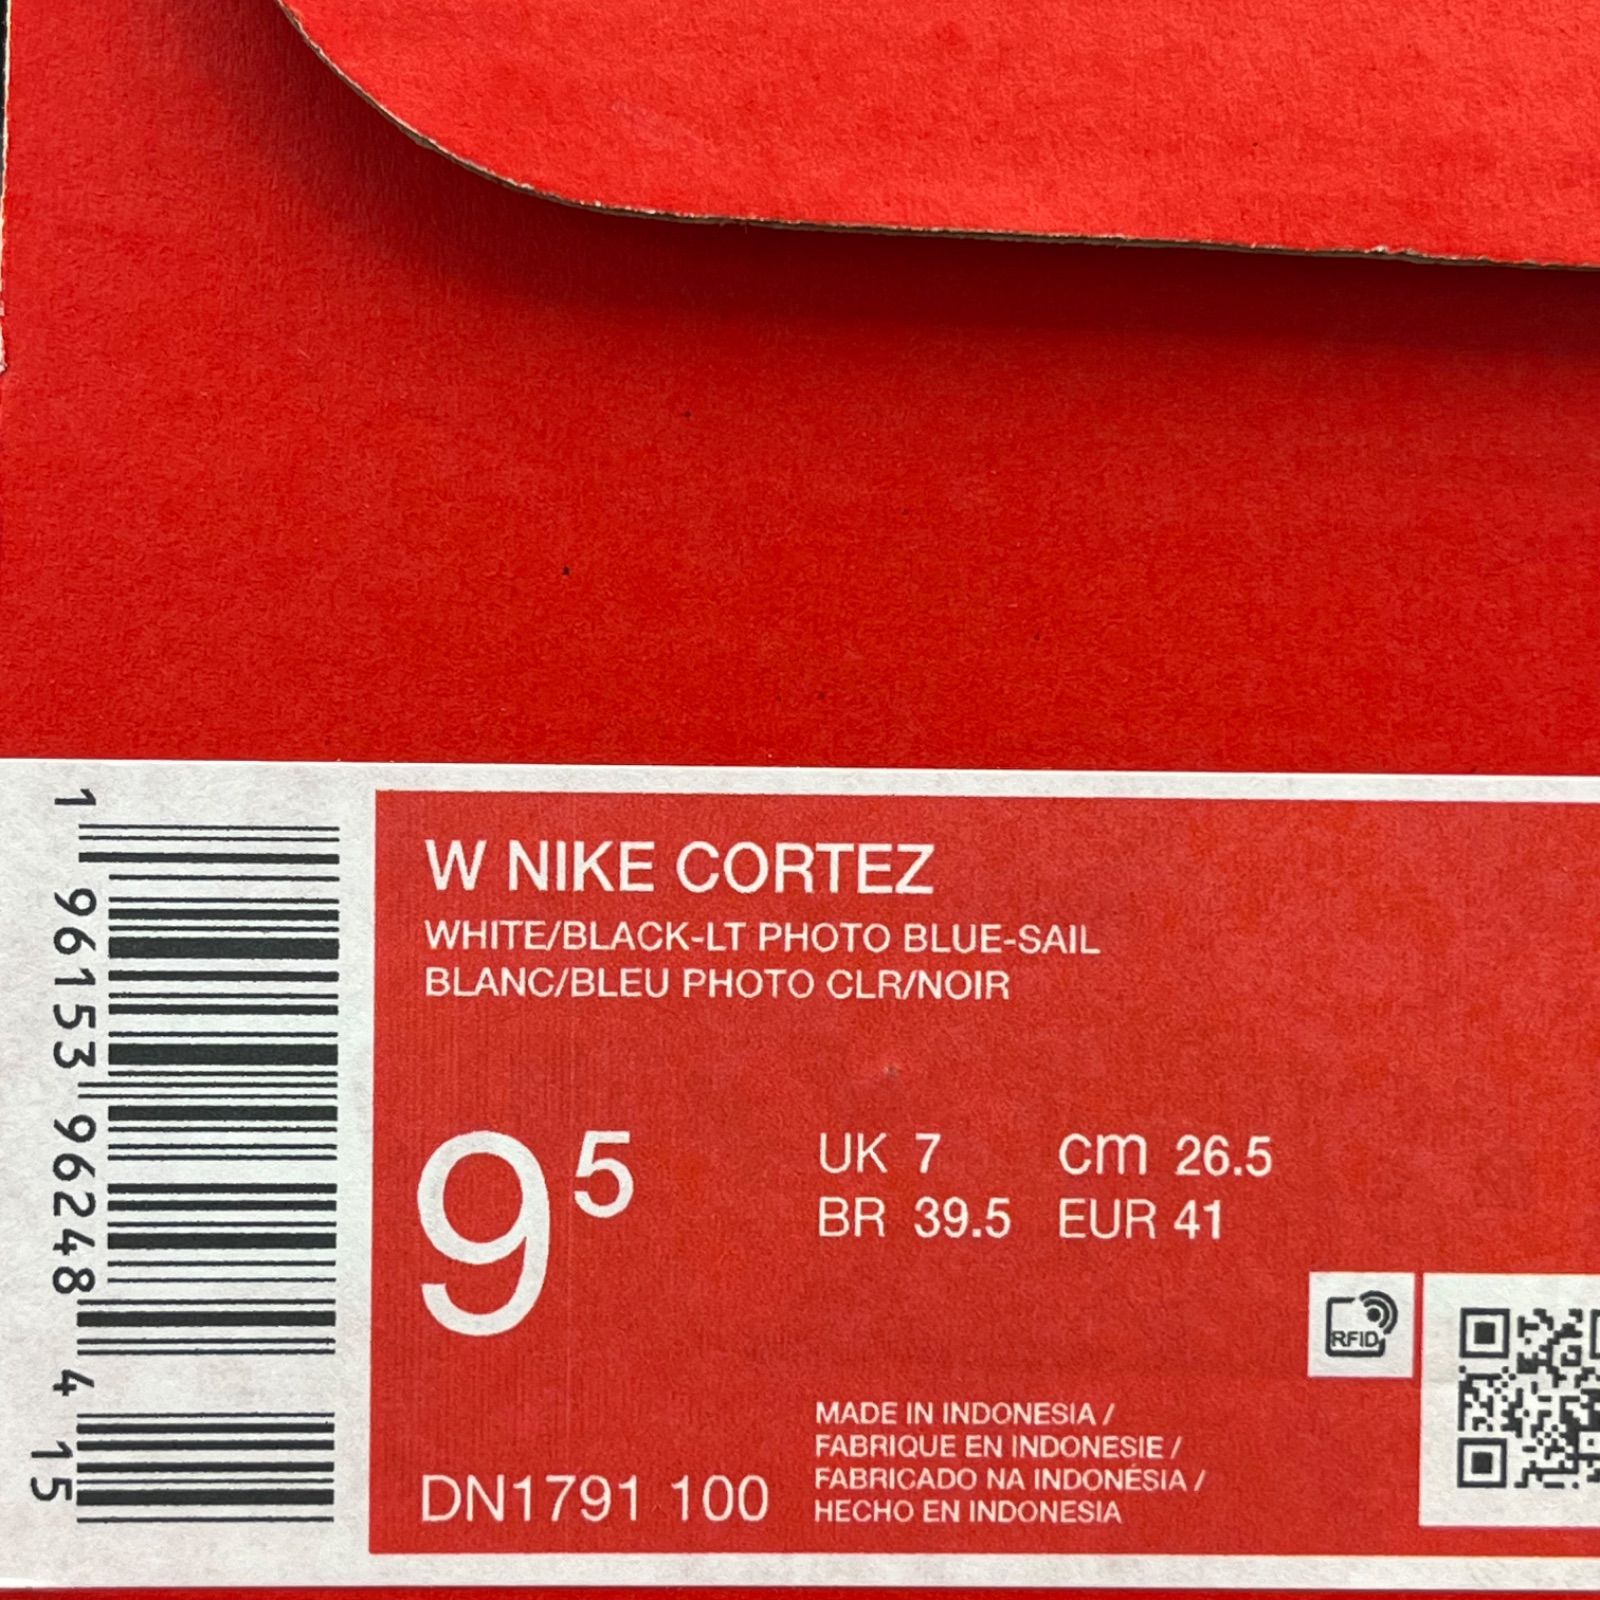 W NIKE CORTEZ
WHITE/BLACK-LT PHOTO BLUE-SAIL
BLANC/BLEU PHOTO CLR/NOIR
9 5
UK 7 cm 26.5
BR 39.5 EUR 41
RFID
MADE IN INDONESIA /
FABRIQUE EN INDONESIE /
FABRICADO NA INDONÉSIA /
HECHO EN INDONESIA
DN1791 100
1 96153 96248 4 15